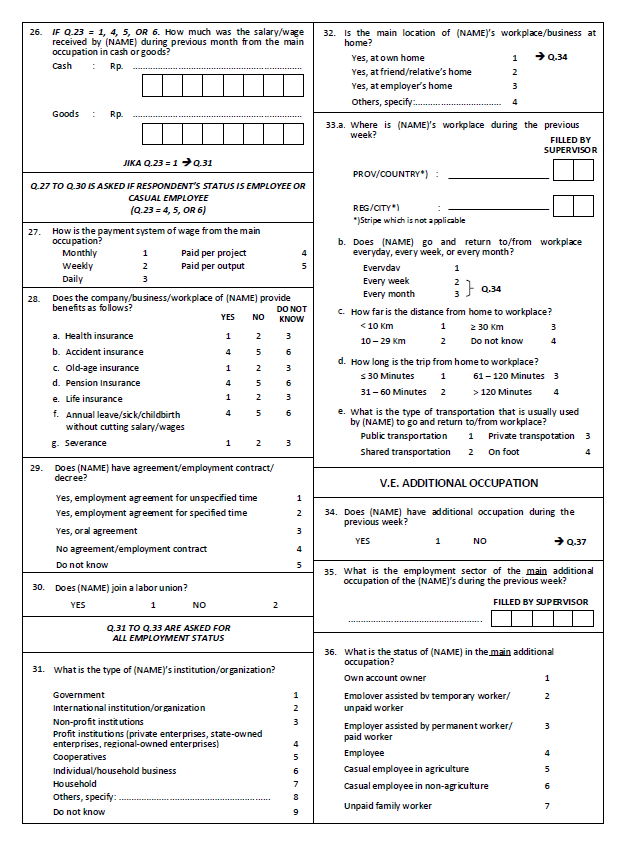 26. IF Q.23 = 1, 4, 5, OR 6. How much was the salary/wage
received by (NAME) during previous month from the main
occupation in cash or goods?
Cash : Rp. ................................................................
Goods : Rp. ................................................................
JIKA Q.23 = 1 ➔ Q.31
Q.27 TO Q.30 IS ASKED IF RESPONDENT'S STATUS IS EMPLOYEE OR
CASUAL EMPLOYEE
(Q.23 = 4, 5, OR 6)
27. How is the payment system of wage from the main
occupation?
Monthly 1 Paid per project 4
Weekly 2 Paid per output 5
Daily 3
28. Does the company/business/workplace of (NAME) provide
benefits as follows?
YES NO DO NOT
KNOW
a. Health insurance 1 2 3
b. Accident insurance 4 5 6
c. Old-age insurance 1 2 3
d. Pension Insurance 4 5 6
e. Life insurance 1 2 3
f. Annual leave/sick/childbirth 4 5 6
without cutting salary/wages
g. Severance 1 2 3
29. Does (NAME) have agreement/employment contract/
decree?
Yes, employment agreement for unspecified time 1
Yes, employment agreement for specified time 2
Yes, oral agreement 3
No agreement/employment contract 4
Do not know 5
30. Does (NAME) join a labor union?
YES 1 NO 2
Q.31 TO Q.33 ARE ASKED FOR
ALL EMPLOYMENT STATUS
31. What is the type of (NAME)'s institution/organization?
Government 1
International institution/organization 2
Non-profit institutions 3
Profit institutions (private enterprises, state-owned
enterprises, regional-owned enterprises) 4
Cooperatives 5
Individual/household business 6
Household 7
Others, specify: ......................................................... 8
Do not know 9
32. Is the main location of (NAME)'s workplace/business at
home?
Yes, at own home 1 ➔ Q.34
Yes, at friend/relative's home 2
Yes, at employer's home 3
Others, specify:................................ 4
33.a. Where is (NAME)'s workplace during the previous
week?
FILLED BY
SUPERVISOR
PROV/COUNTRY*) : ____________________
REG/CITY*) : ____________________
*)Stripe which is not applicable
b. Does (NAME) go and return to/from workplace
everyday, every week, or every month?
Everyday 1
Every week 2
Every month 3 } Q.34
c. How far is the distance from home to workplace?
< 10 Km 1 ≥ 30 Km 3
10 – 29 Km 2 Do not know 4
d. How long is the trip from home to workplace?
≤ 30 Minutes 1 61 – 120 Minutes 3
31 – 60 Minutes 2 > 120 Minutes 4
e. What is the type of transportation that is usually used
by (NAME) to go and return to/from workplace?
Public transportation 1 Private transpotation 3
Shared transportation 2 On foot 4
V.E. ADDITIONAL OCCUPATION
34. Does (NAME) have additional occupation during the
previous week?
YES 1 NO ➔ Q.37
35. What is the employment sector of the main additional
occupation of the (NAME)'s during the previous week?
FILLED BY SUPERVISOR
..................................................
36. What is the status of (NAME) in the main additional
occupation?
Own account owner 1
Employer assisted by temporary worker/ 2
unpaid worker
Employer assisted by permanent worker/ 3
paid worker
Employee 4
Casual employee in agriculture 5
Casual employee in non-agriculture 6
Unpaid family worker 7